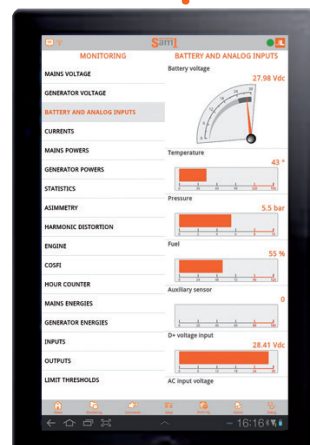 Sam1
MONITORING
MAINS VOLTAGE
GENERATOR VOLTAGE
BATTERY AND ANALOG INPUTS
CURRENTS
MAINS POWERS
GENERATOR POWERS
STATISTICS
ASIMMETRY
HARMONIC DISTORTION
ENGINE
COSFI
HOUR COUNTER
MAINS ENERGIES
GENERATOR ENERGIES
INPUTS
OUTPUTS
LIMIT THRESHOLDS
BATTERY AND ANALOG INPUTS
Battery voltage
27.98 Vdc
Temperature
43 °
Pressure
5.5 bar
Fuel
55 %
Auxiliary sensor
0
D+ voltage input
28.41 Vdc
AC input voltage
16:16